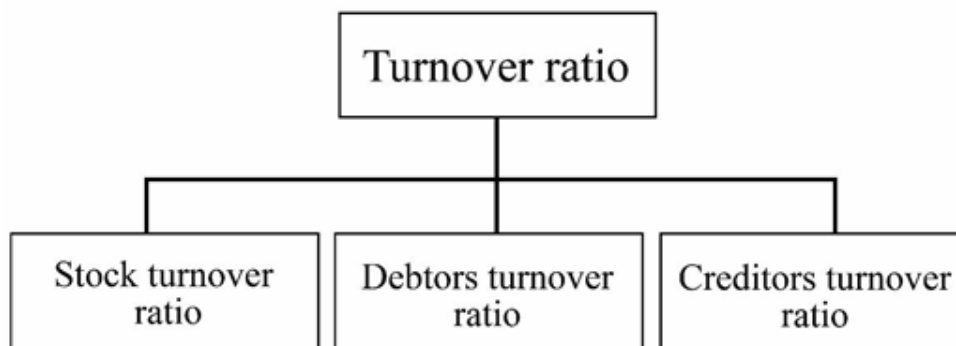 Turnover ratio
Stock turnover
ratio
Debtors turnover
ratio
Creditors turnover
ratio